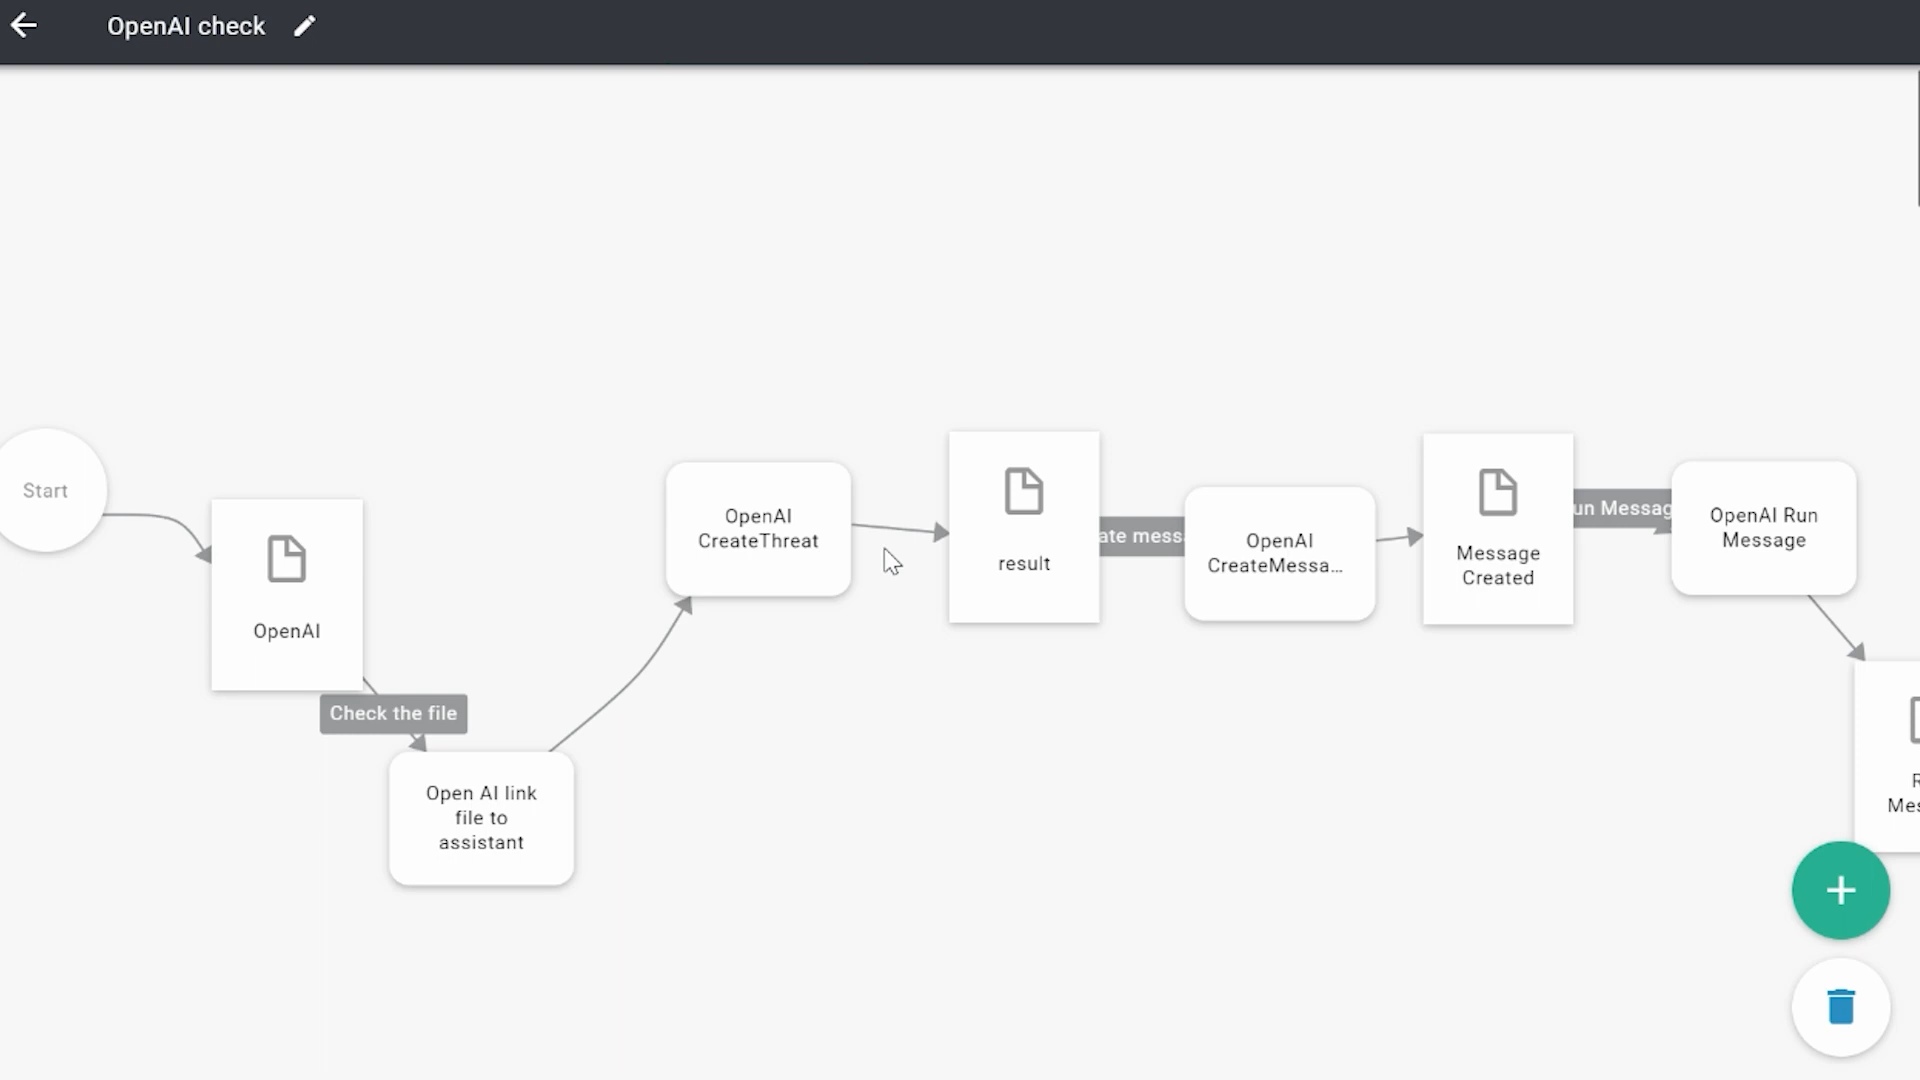 OpenAI check
Start
OpenAI
Check the file
Open AI link
file to
assistant
OpenAI
CreateThreat
result
ate mess
OpenAI
CreateMessa...
Message
Created
un Messag
OpenAI Run
Message
R
Mes